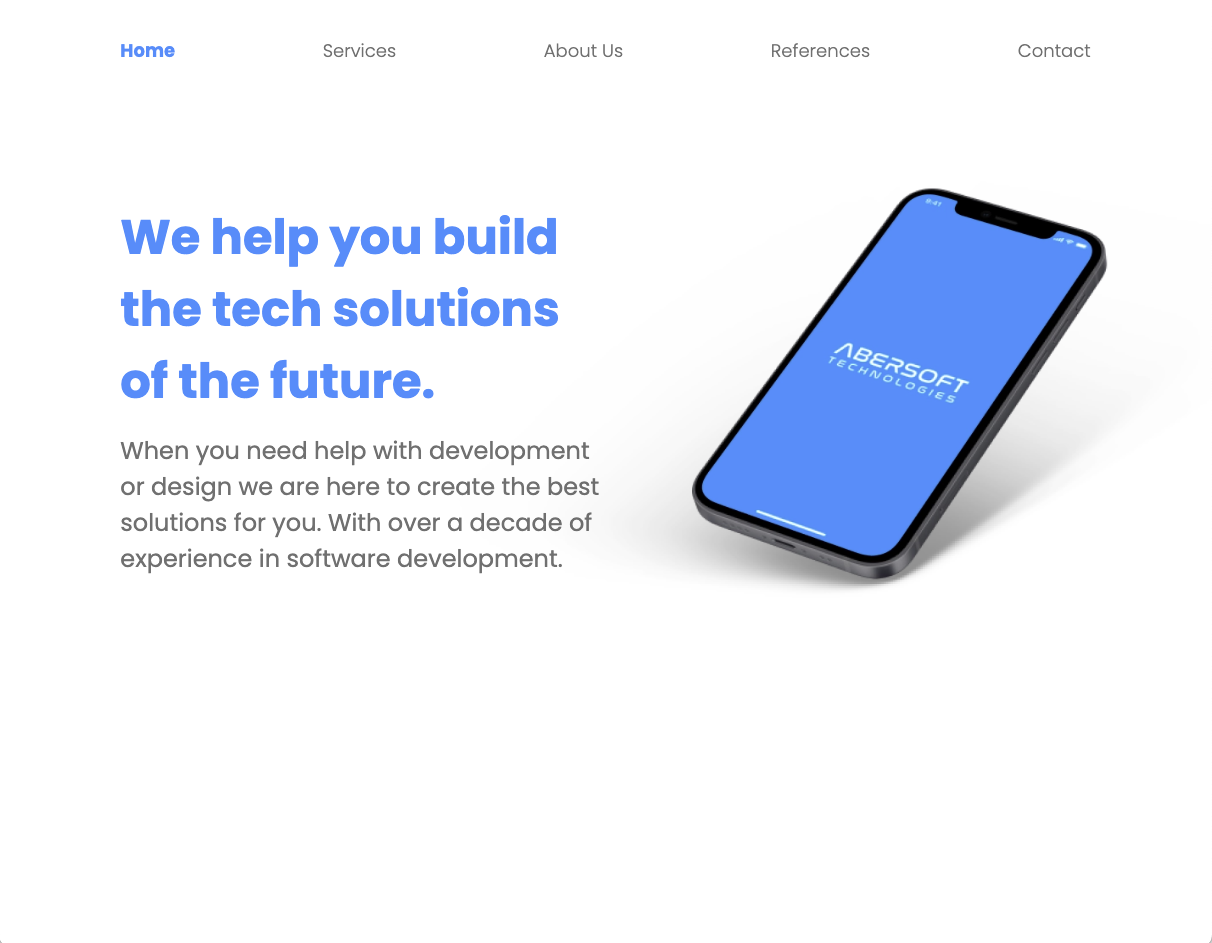 Home
Services
About Us
References
Contact
We help you build
the tech solutions
of the future.
When you need help with development
or design we are here to create the best
solutions for you. With over a decade of
experience in software development.
9:41
ABERSOFT
TECHNOLOGIES